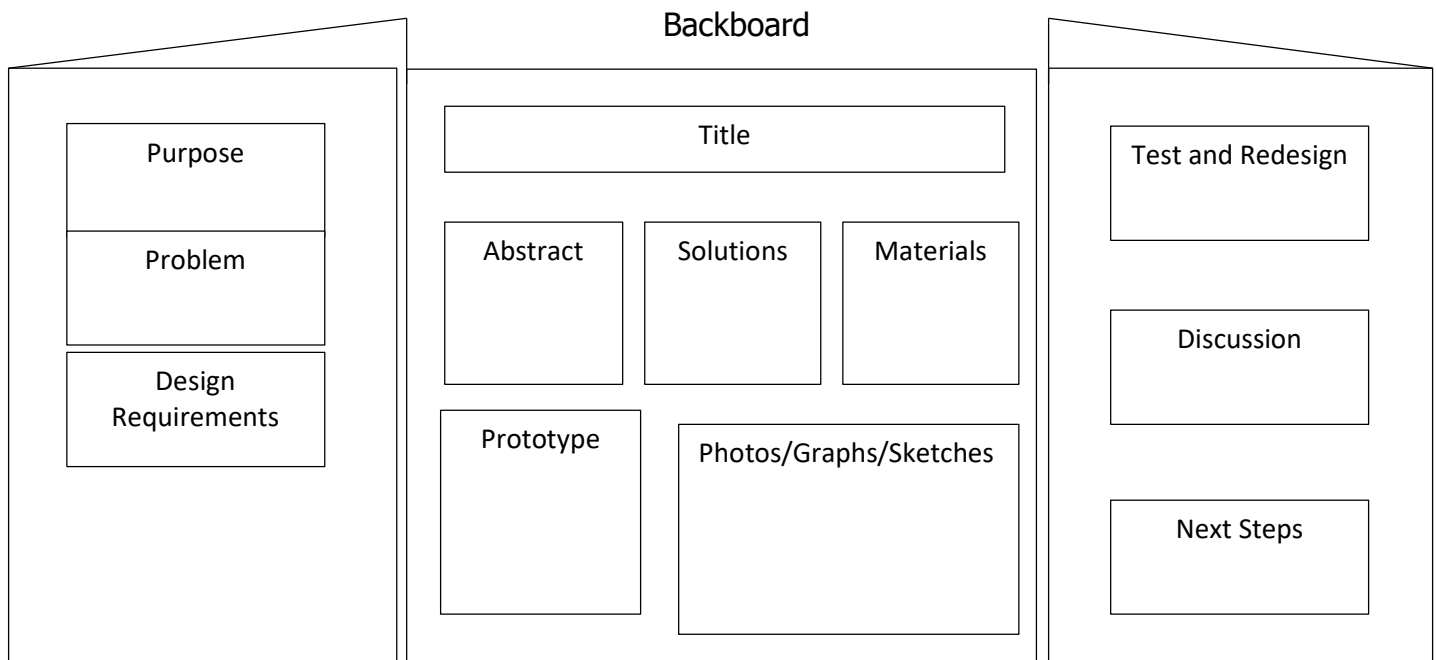 Backboard
Purpose
Problem
Design
Requirements
Title
Abstract
Solutions
Materials
Prototype
Photos/Graphs/Sketches
Test and Redesign
Discussion
Next Steps